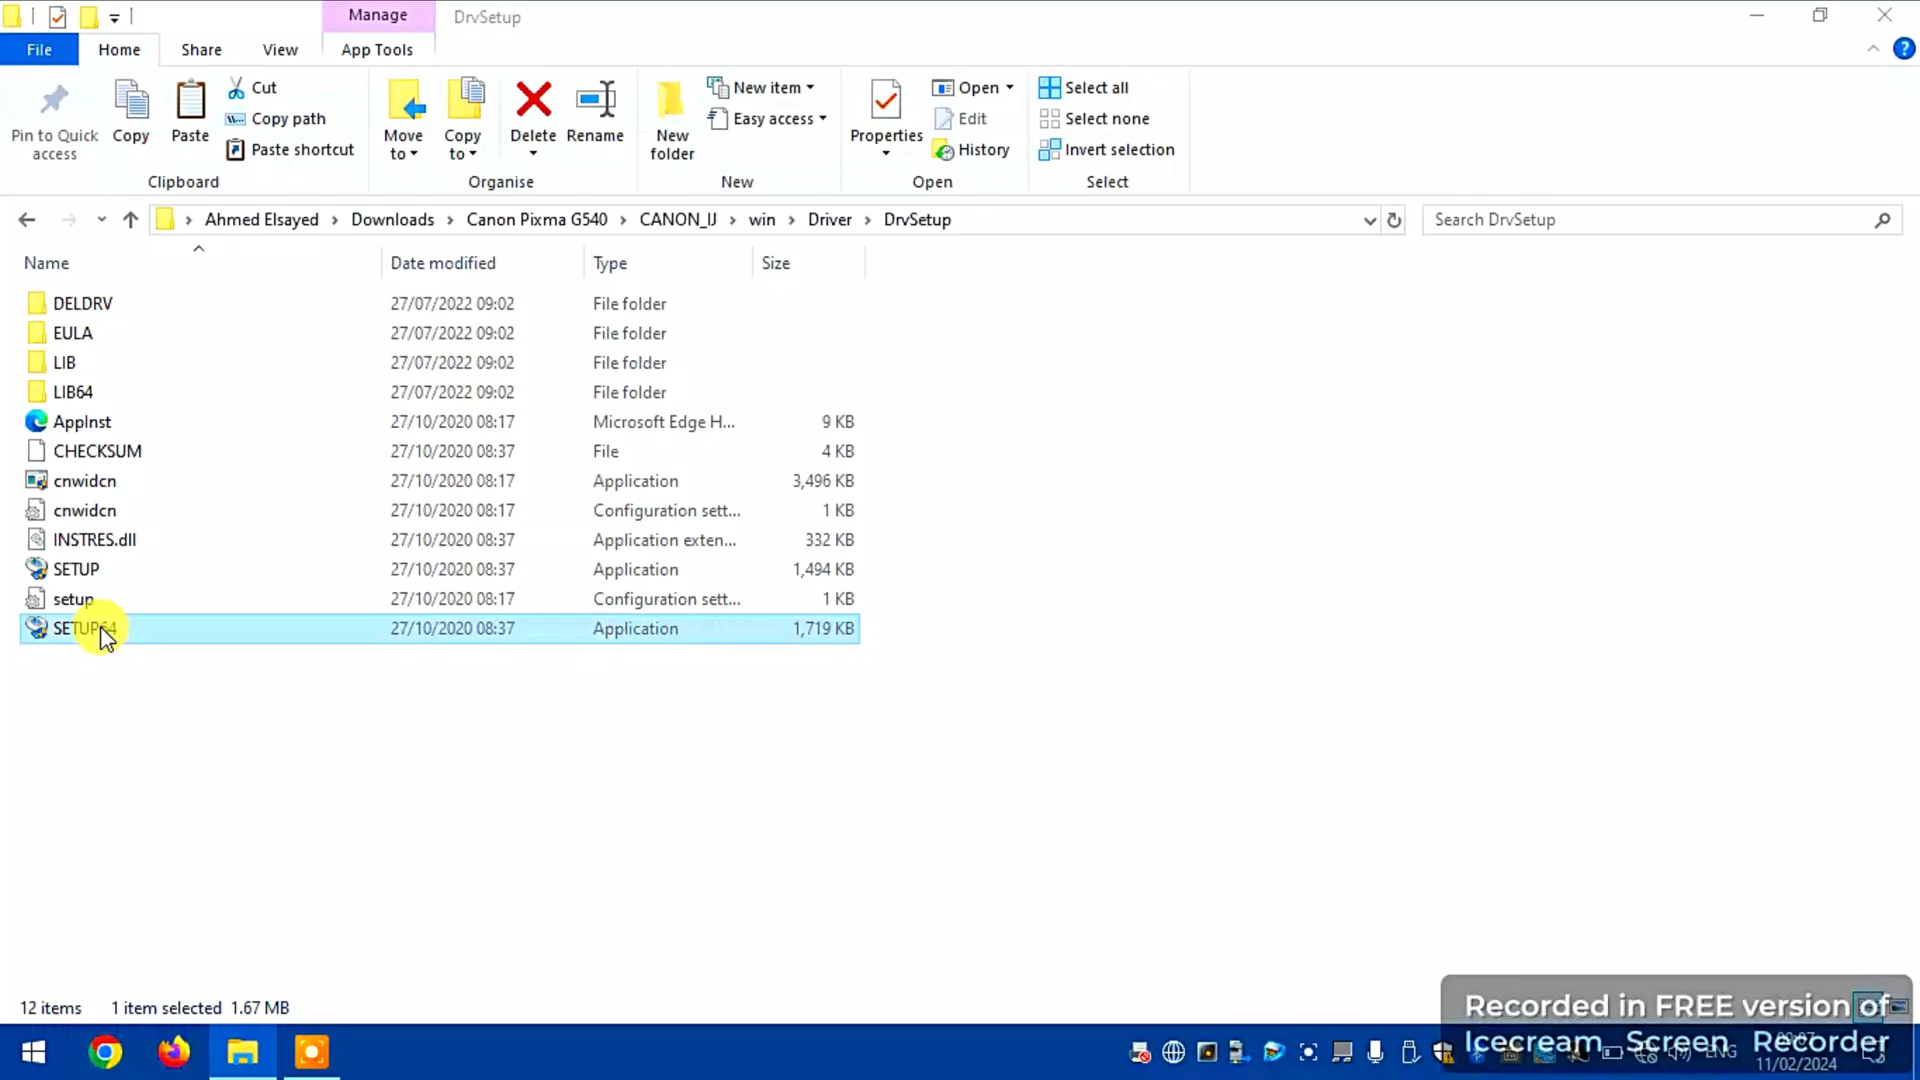 Manage
DrvSetup
File
Home
Share
View
App Tools
Pin to Quick access
Copy
Paste
Cut
Copy path
Paste shortcut
Clipboard
Move to
Copy to
Delete
Rename
Organise
New folder
New item
Easy access
New
Properties
Open
Edit
History
Open
Select all
Select none
Invert selection
Select
Ahmed Elsayed > Downloads > Canon Pixma G540 > CANON_IJ > win > Driver > DrvSetup
Search DrvSetup
Name Date modified Type Size
DELDRV 27/07/2022 09:02 File folder
EULA 27/07/2022 09:02 File folder
LIB 27/07/2022 09:02 File folder
LIB64 27/07/2022 09:02 File folder
AppInst 27/10/2020 08:17 Microsoft Edge H... 9 KB
CHECKSUM 27/10/2020 08:37 File 4 KB
cnwidcn 27/10/2020 08:17 Application 3,496 KB
cnwidcn 27/10/2020 08:17 Configuration sett... 1 KB
INSTRES.dll 27/10/2020 08:37 Application exten... 332 KB
SETUP 27/10/2020 08:37 Application 1,494 KB
setup 27/10/2020 08:17 Configuration sett... 1 KB
SETUP64 27/10/2020 08:37 Application 1,719 KB
12 items 1 item selected 1.67 MB
Recorded in FREE version of
Icecream Screen Recorder
ENG
11/02/2024